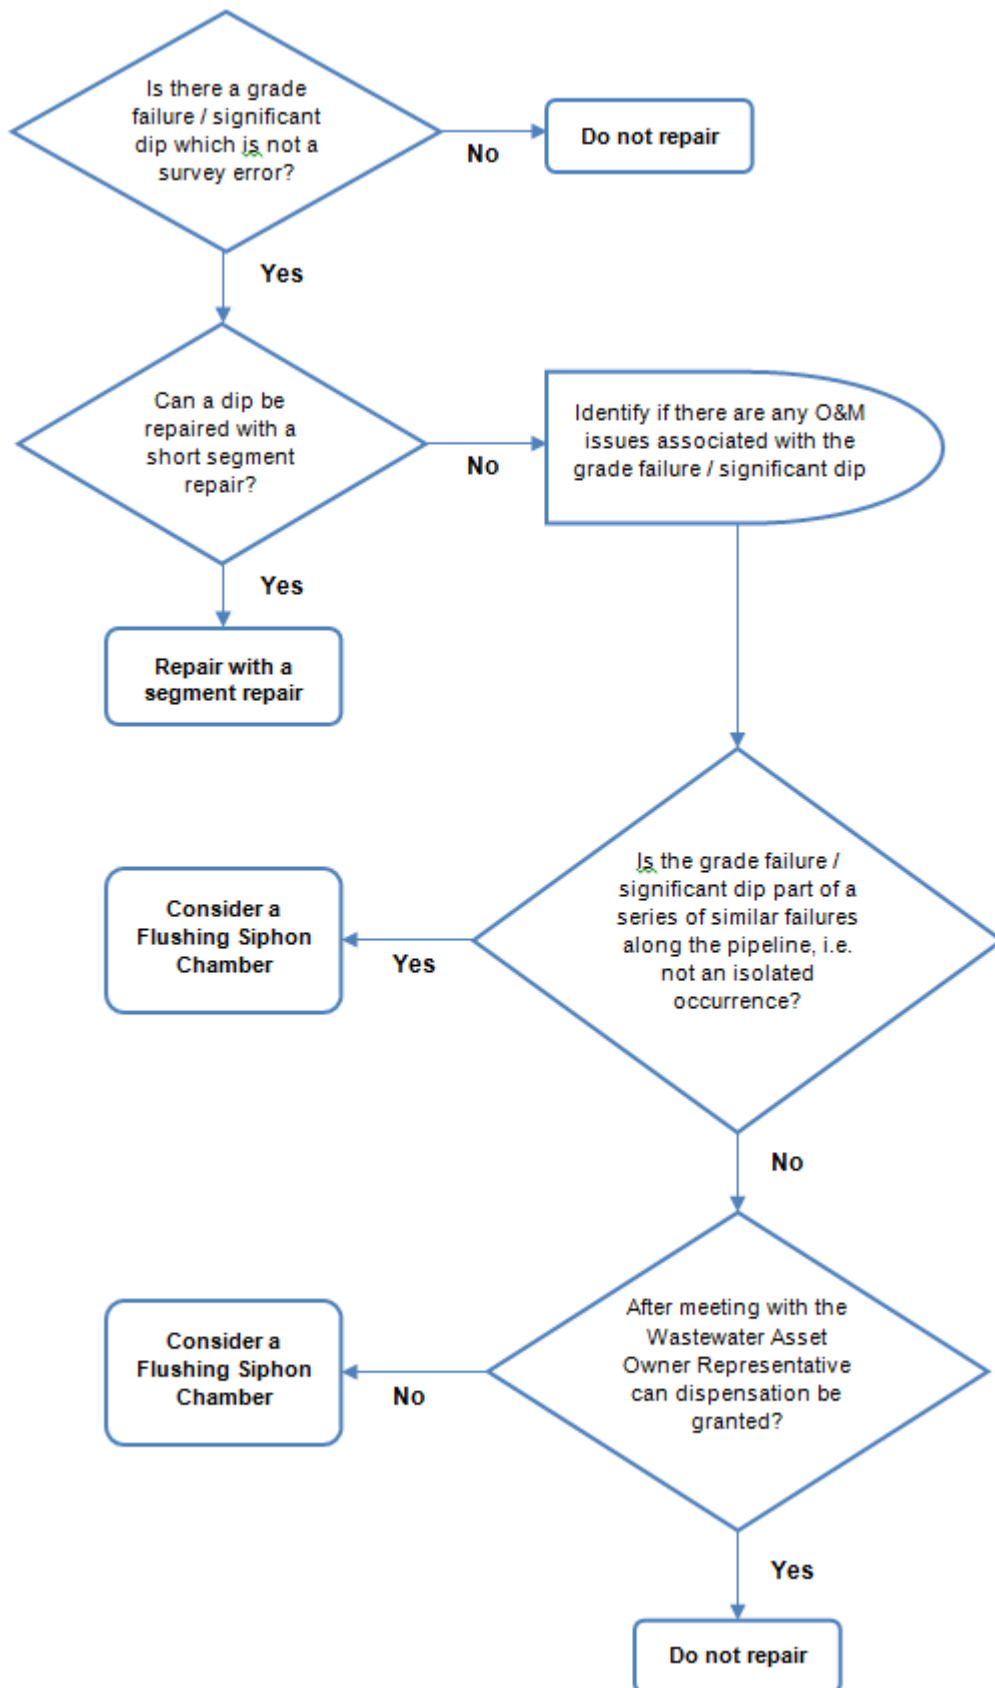 Is there a grade
failure / significant
dip which is not a
survey error?
No
Do not repair
Yes
Can a dip be
repaired with a
short segment
repair?
No
Identify if there are any O&M
issues associated with the
grade failure / significant dip
Yes
Repair with a
segment repair
Is the grade failure /
significant dip part of a
series of similar failures
along the pipeline, i.e.
not an isolated
occurrence?
Yes
Consider a
Flushing Siphon
Chamber
No
After meeting with the
Wastewater Asset
Owner Representative
can dispensation be
granted?
No
Consider a
Flushing Siphon
Chamber
Yes
Do not repair